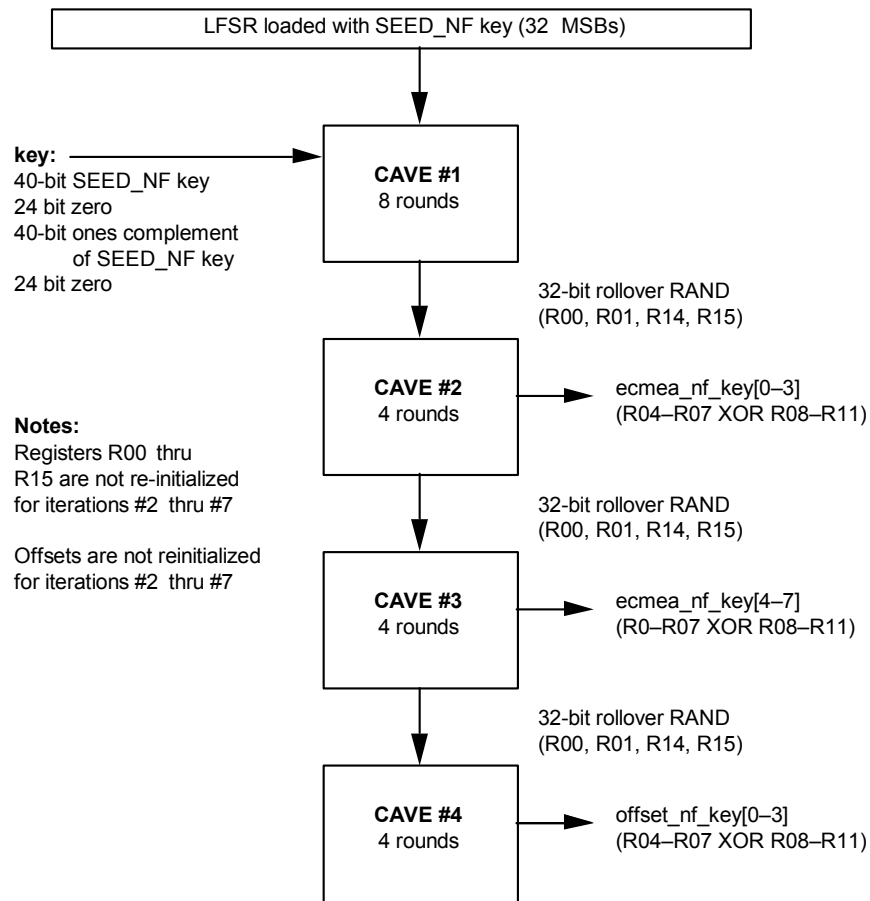 LFSR loaded with SEED_NF key (32 MSBs)
key:
40-bit SEED_NF key
24 bit zero
40-bit ones complement
of SEED_NF key
24 bit zero
CAVE #1
8 rounds
32-bit rollover RAND
(R00, R01, R14, R15)
CAVE #2
4 rounds
ecmea_nf_key[0–3]
(R04–R07 XOR R08–R11)
Notes:
Registers R00 thru
R15 are not re-initialized
for iterations #2 thru #7
Offsets are not reinitialized
for iterations #2 thru #7
32-bit rollover RAND
(R00, R01, R14, R15)
CAVE #3
4 rounds
ecmea_nf_key[4–7]
(R0–R07 XOR R08–R11)
32-bit rollover RAND
(R00, R01, R14, R15)
CAVE #4
4 rounds
offset_nf_key[0–3]
(R04–R07 XOR R08–R11)